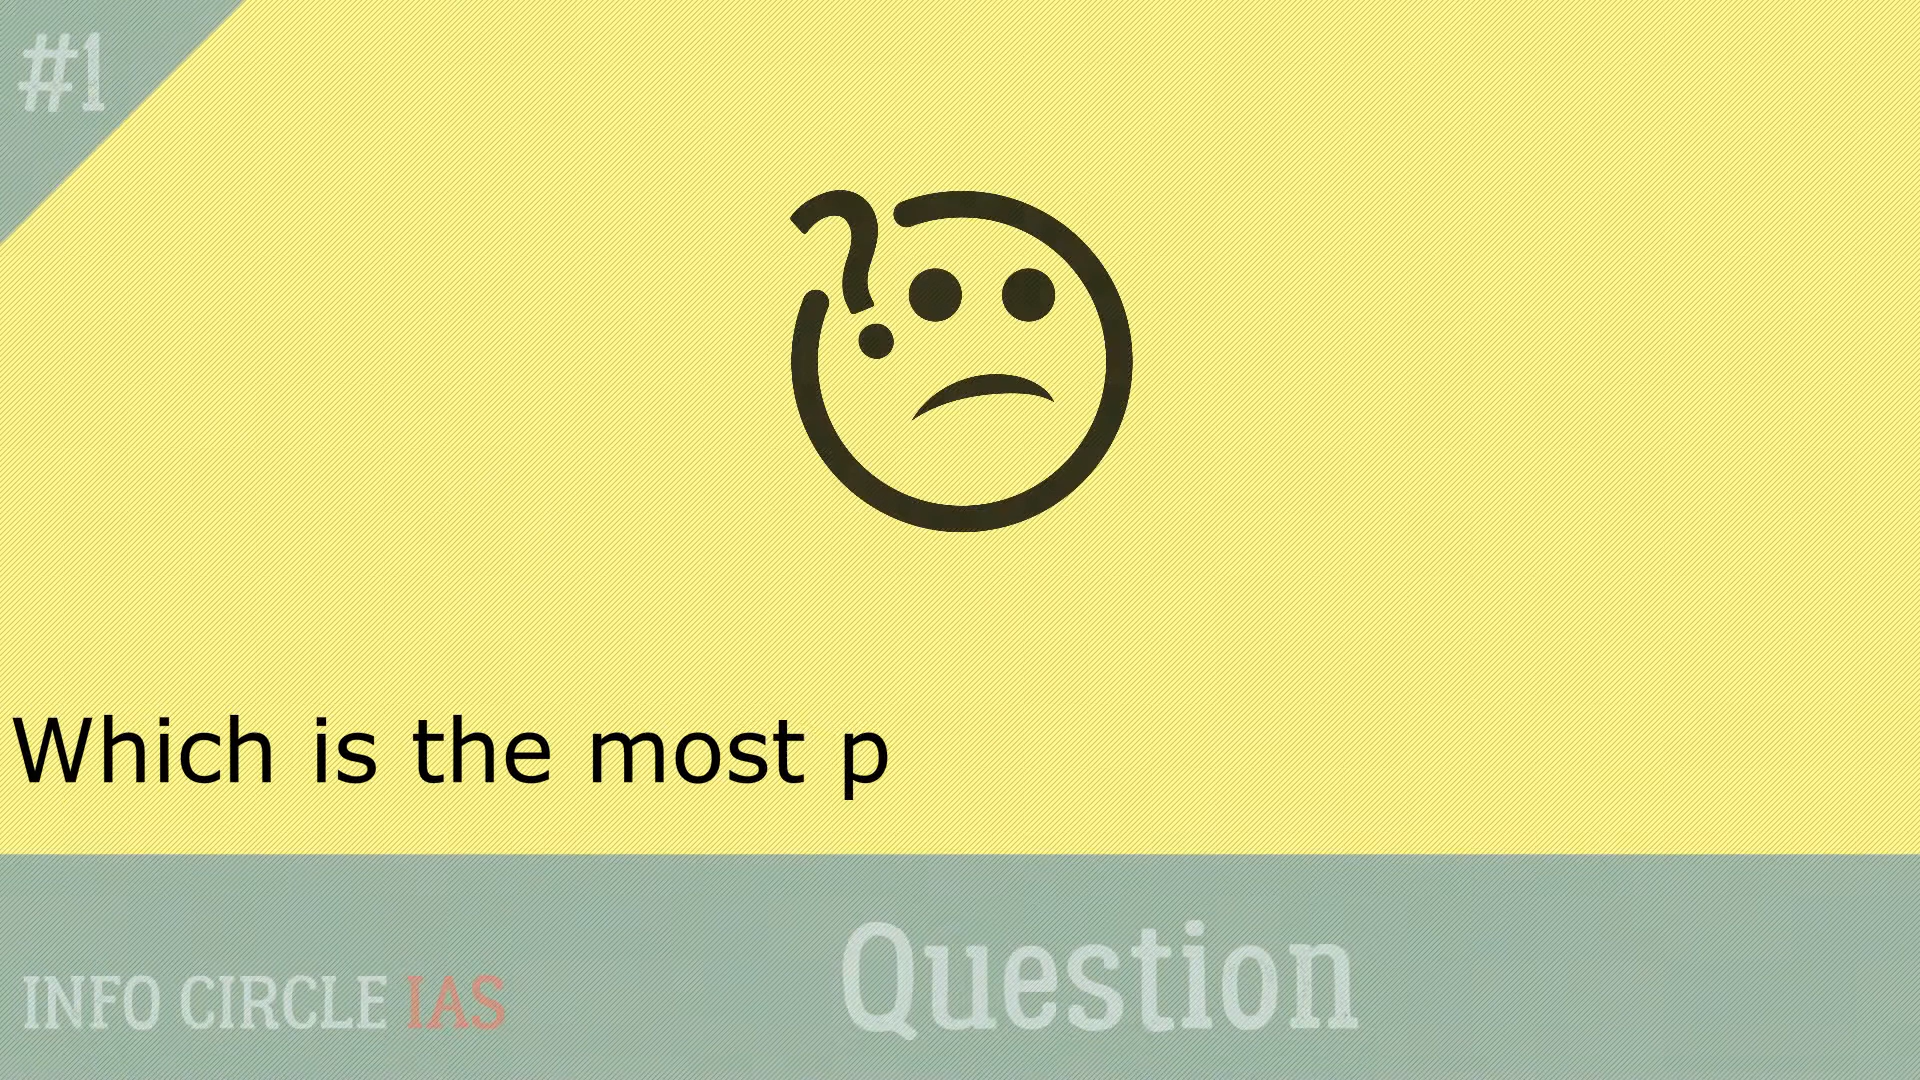 #1
Which is the most p
Question
INFO CIRCLE IAS